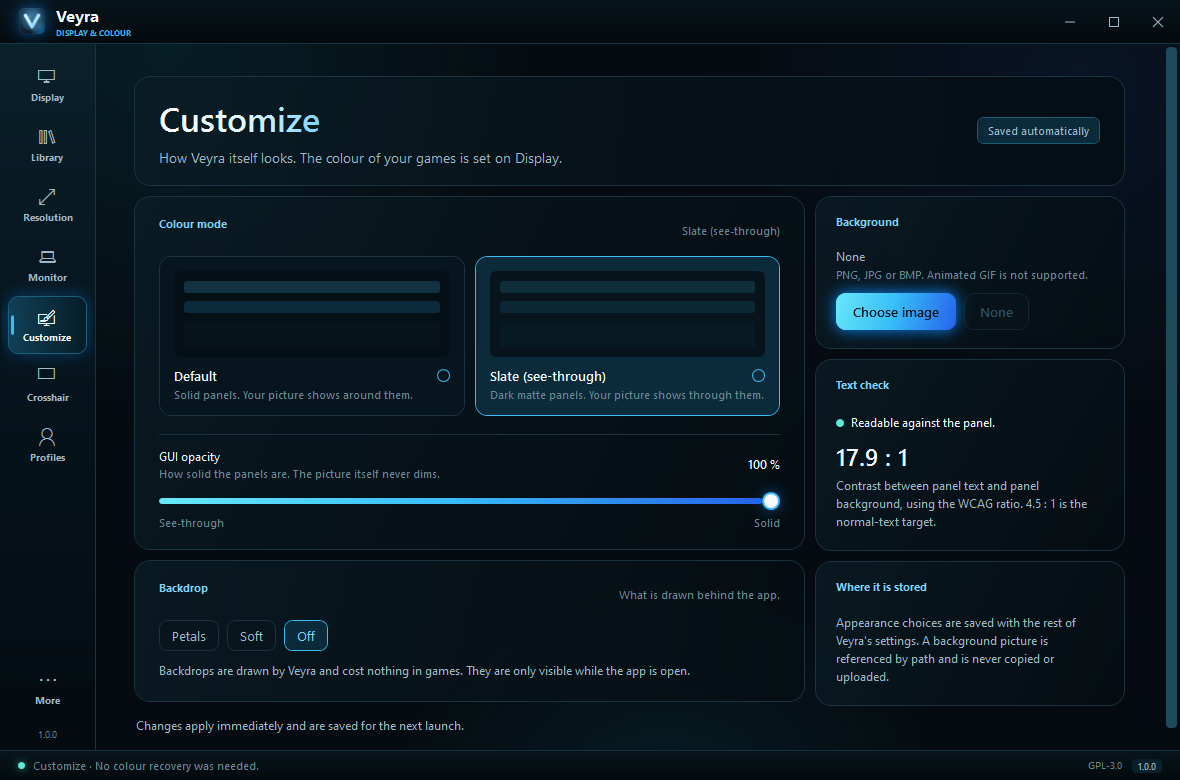 Veyra
DISPLAY & COLOUR
Display
Library
Resolution
Monitor
Customize
Crosshair
Profiles
More
1.0.0
Customize
How Veyra itself looks. The colour of your games is set on Display.
Saved automatically
Colour mode
Slate (see-through)
Default
Solid panels. Your picture shows around them.
Slate (see-through)
Dark matte panels. Your picture shows through them.
GUI opacity
How solid the panels are. The picture itself never dims.
100 %
See-through
Solid
Backdrop
What is drawn behind the app.
Petals
Soft
Off
Backdrops are drawn by Veyra and cost nothing in games. They are only visible while the app is open.
Changes apply immediately and are saved for the next launch.
Background
None
PNG, JPG or BMP. Animated GIF is not supported.
Choose image
None
Text check
Readable against the panel.
17.9 : 1
Contrast between panel text and panel
background, using the WCAG ratio. 4.5 : 1 is the
normal-text target.
Where it is stored
Appearance choices are saved with the rest of
Veyra's settings. A background picture is
referenced by path and is never copied or
uploaded.
Customize · No colour recovery was needed.
GPL-3.0
1.0.0